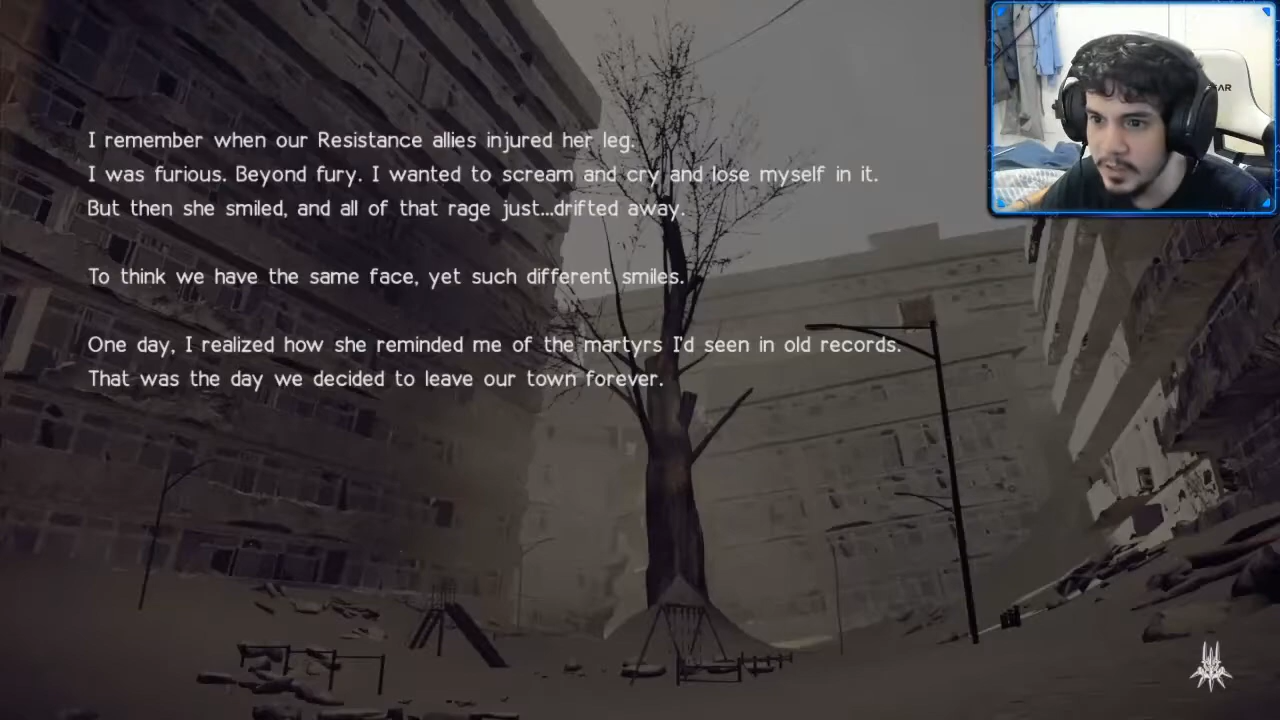 I remember when our Resistance allies injured her leg.
I was furious. Beyond fury. I wanted to scream and cry and lose myself in it.
But then she smiled, and all of that rage just...drifted away.
To think we have the same face, yet such different smiles.
One day, I realized how she reminded me of the martyrs I'd seen in old records.
That was the day we decided to leave our town forever.